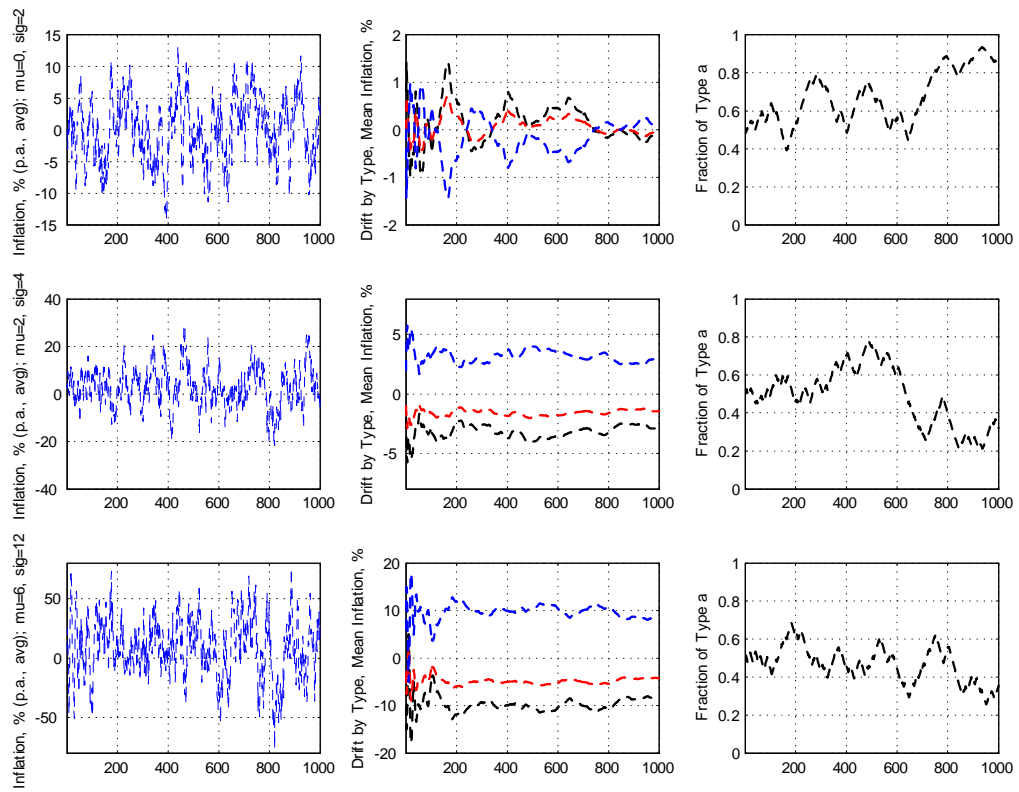 Inflation, % (p.a., avg); mu=0, sig=2
15
10
5
0
-5
-10
-15
200 400 600 800 1000
Drift by Type, Mean Inflation, %
2
1
0
-1
-2
200 400 600 800 1000
Fraction of Type a
1
0.8
0.6
0.4
0.2
0
200 400 600 800 1000
Inflation, % (p.a., avg) mu=2, sig=4
40
20
0
-20
-40
200 400 600 800 1000
Drift by Type, Mean Inflation, %
5
0
-5
200 400 600 800 1000
Fraction of Type a
1
0.8
0.6
0.4
0.2
0
200 400 600 800 1000
Inflation, % (p.a., avg); mu=6, sig=12
50
0
-50
200 400 600 800 1000
Drift by Type, Mean Inflation, %
20
10
0
-10
-20
200 400 600 800 1000
Fraction of Type a
1
0.8
0.6
0.4
0.2
0
200 400 600 800 1000